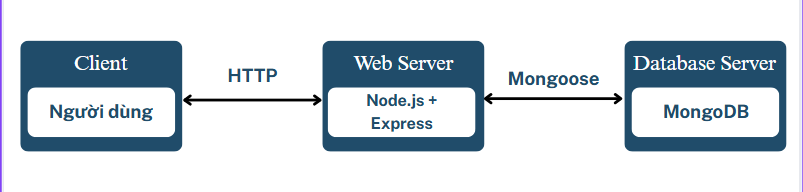 Client
Người dùng
HTTP
Web Server
Node.js +
Express
Mongoose
Database Server
MongoDB